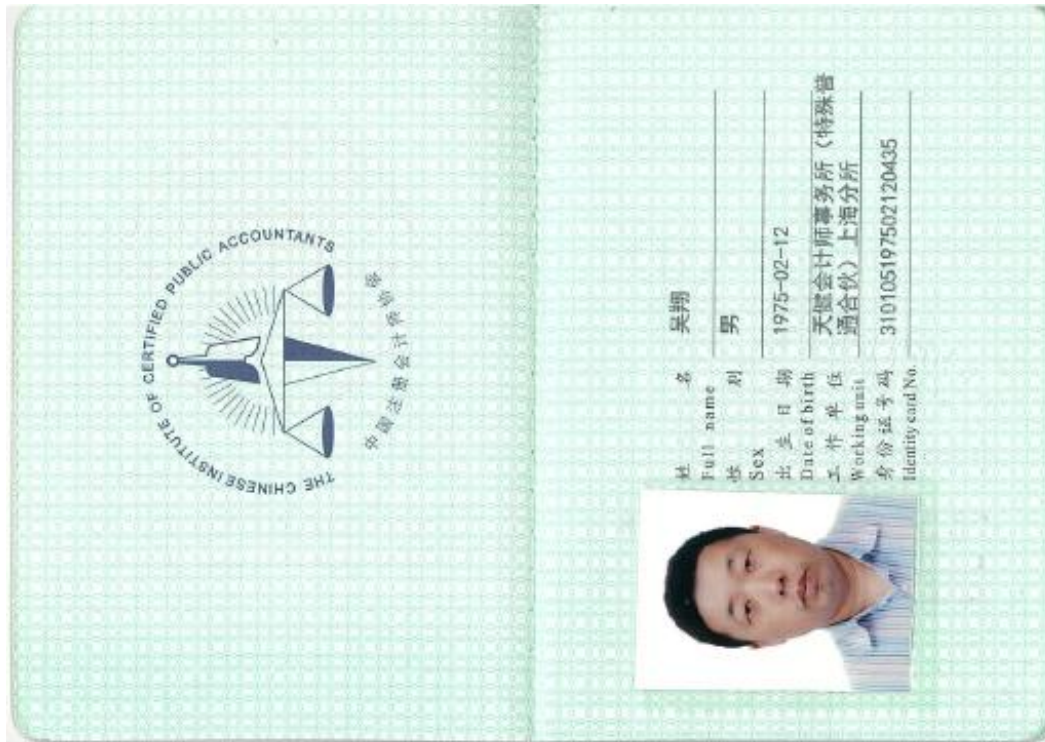 THE CHINESE INSTITUTE OF CERTIFIED PUBLIC ACCOUNTANTS
中国注册会计师协会
姓 名 吴翔
Full name
性 别 男
Sex
出 生 日 期 1975-02-12
Date of birth
工 作 单 位 天健会计师事务所（特殊普
通合伙）上海分所
Working unit
身 份 证 号 码 310105197502120435
Identity card No.